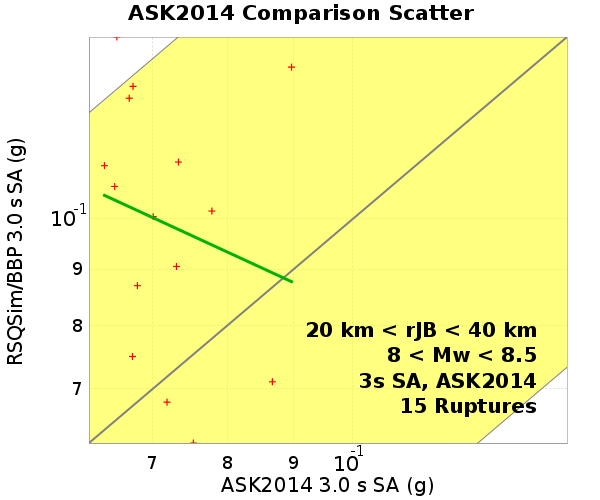 ASK2014 Comparison Scatter
RSQSim/BBP 3.0 s SA (g)
10-1
9
8
7
20 km < rJB < 40 km
8 < Mw < 8.5
3s SA, ASK2014
15 Ruptures
7 8 9 10-1
ASK2014 3.0 s SA (g)